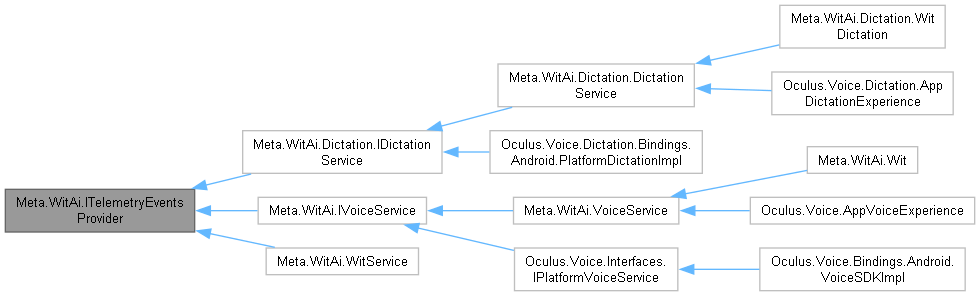 Meta.WitAi.Dictation.Wit
Dictation
Meta.WitAi.Dictation.Dictation
Service
Oculus.Voice.Dictation.App
DictationExperience
Meta.WitAi.Dictation.IDictation
Service
Oculus.Voice.Dictation.Bindings.
Android.PlatformDictationImpl
Meta.WitAi.Wit
Meta.WitAi.ITelemetryEvents
Provider
Meta.WitAi.IVoiceService
Meta.WitAi.VoiceService
Oculus.Voice.AppVoiceExperience
Meta.WitAi.WitService
Oculus.Voice.Interfaces.
IPlatformVoiceService
Oculus.Voice.Bindings.Android.
VoiceSDKImpl